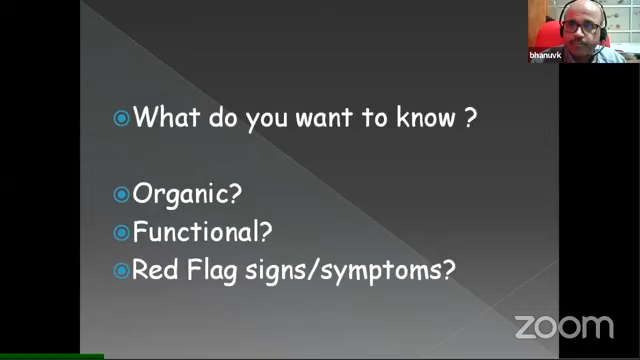 bhanuvk
What do you want to know ?
Organic?
Functional?
Red Flag signs/symptoms?
zoom